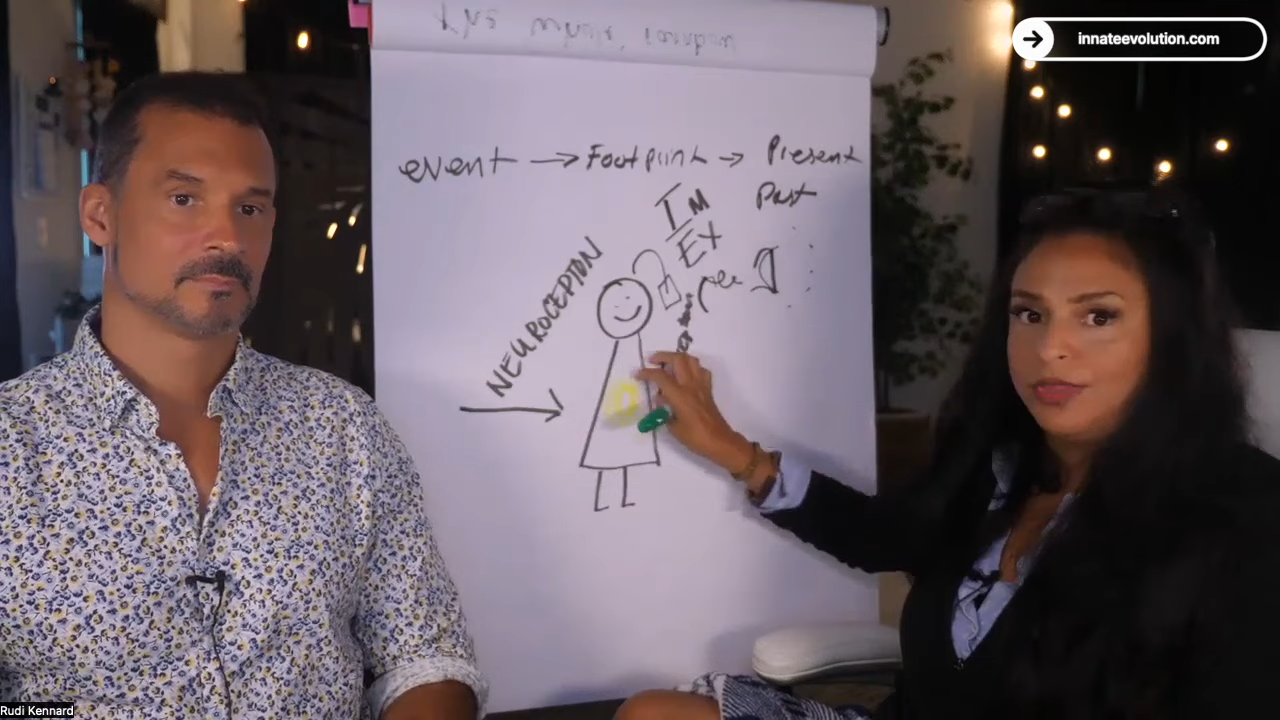 innateevolution.com
event → Footprint → Present
Past
IM
EX
NEUROCEPTION
Rudi Kennard